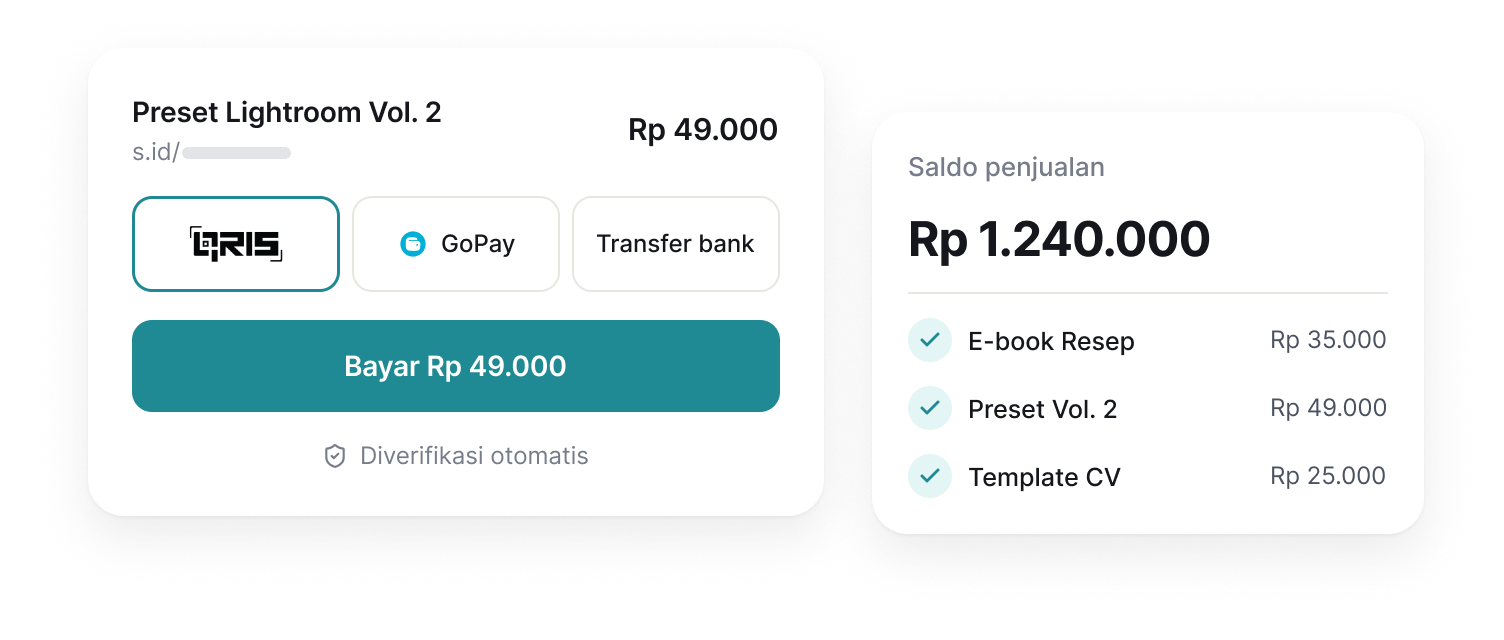 Preset Lightroom Vol. 2
s.id/
Rp 49.000
QRIS
GoPay
Transfer bank
Bayar Rp 49.000
Diverifikasi otomatis
Saldo penjualan
Rp 1.240.000
E-book Resep
Rp 35.000
Preset Vol. 2
Rp 49.000
Template CV
Rp 25.000